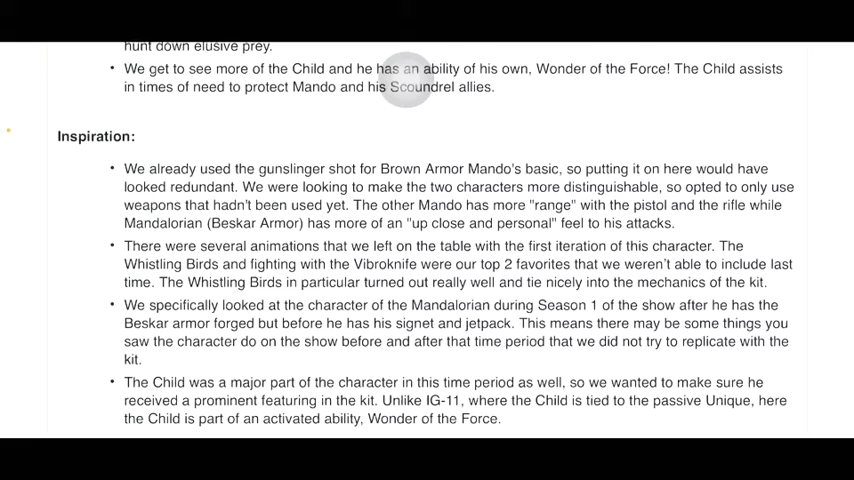 hunt down elusive prey.
• We get to see more of the Child and he has an ability of his own, Wonder of the Force! The Child assists
in times of need to protect Mando and his Scoundrel allies.
Inspiration:
• We already used the gunslinger shot for Brown Armor Mando's basic, so putting it on here would have
looked redundant. We were looking to make the two characters more distinguishable, so opted to only use
weapons that hadn't been used yet. The other Mando has more "range" with the pistol and the rifle while
Mandalorian (Beskar Armor) has more of an "up close and personal" feel to his attacks.
• There were several animations that we left on the table with the first iteration of this character. The
Whistling Birds and fighting with the Vibroknife were our top 2 favorites that we weren't able to include last
time. The Whistling Birds in particular turned out really well and tie nicely into the mechanics of the kit.
• We specifically looked at the character of the Mandalorian during Season 1 of the show after he has the
Beskar armor forged but before he has his signet and jetpack. This means there may be some things you
saw the character do on the show before and after that time period that we did not try to replicate with the
kit.
• The Child was a major part of the character in this time period as well, so we wanted to make sure he
received a prominent featuring in the kit. Unlike IG-11, where the Child is tied to the passive Unique, here
the Child is part of an activated ability, Wonder of the Force.